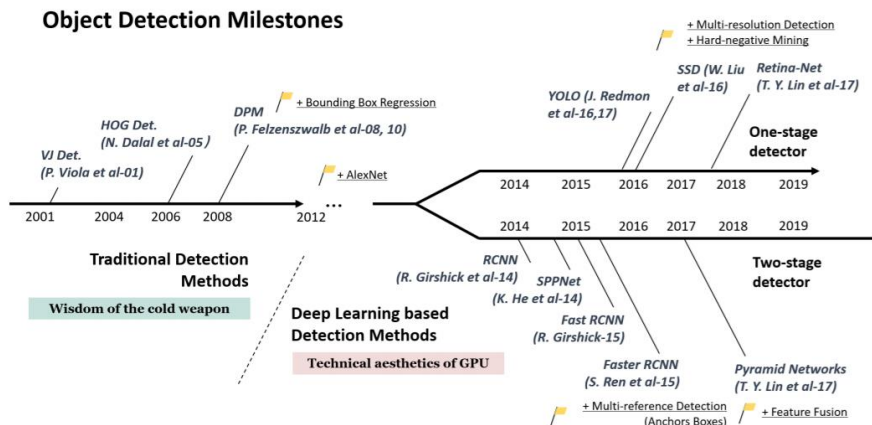 Object Detection Milestones
+ Multi-resolution Detection
+ Hard-negative Mining
SSD (W. Liu
et al-16)
Retina-Net
(T. Y. Lin et al-17)
YOLO (J. Redmon
et al-16,17)
+ Bounding Box Regression
DPM
(P. Felzenszwalb et al-08, 10)
HOG Det.
(N. Dalal et al-05)
VJ Det.
(P. Viola et al-01)
One-stage
detector
+ AlexNet
...
2001 2004 2006 2008 2012
2014 2015 2016 2017 2018 2019
2014 2015 2016 2017 2018 2019
Traditional Detection
Methods
Wisdom of the cold weapon
Deep Learning based
Detection Methods
Technical aesthetics of GPU
RCNN
(R. Girshick et al-14)
SPPNet
(K. He et al-14)
Fast RCNN
(R. Girshick-15)
Faster RCNN
(S. Ren et al-15)
Two-stage
detector
Pyramid Networks
(T. Y. Lin et al-17)
+ Multi-reference Detection
(Anchors Boxes)
+ Feature Fusion